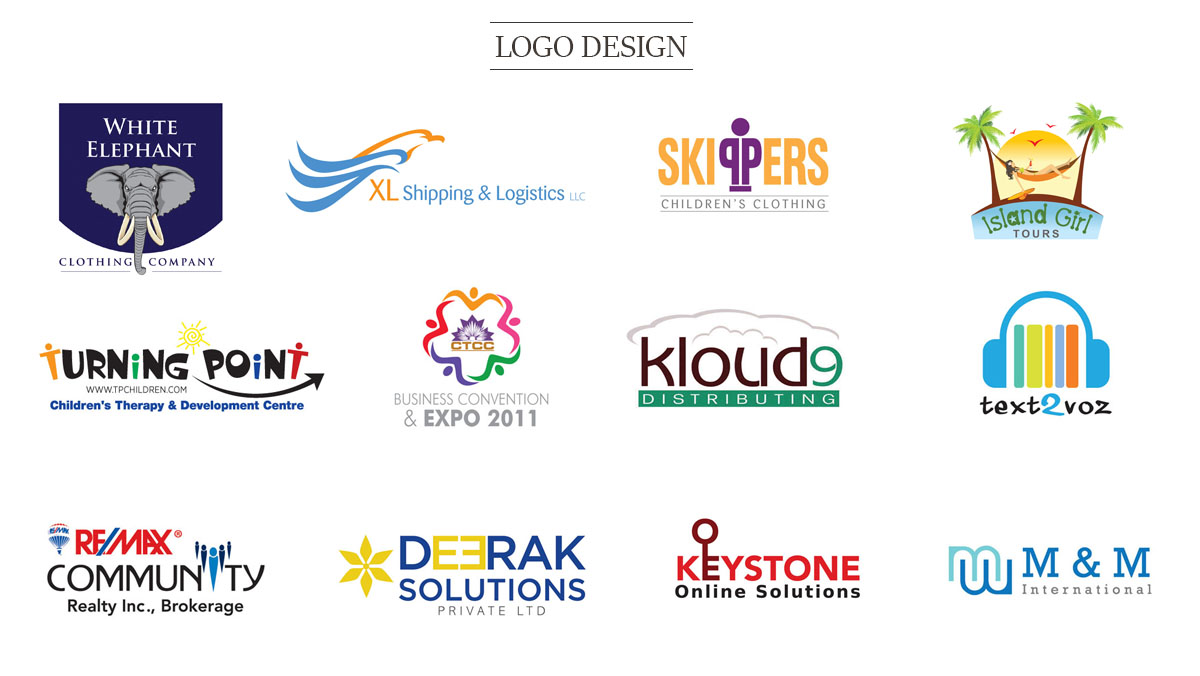 LOGO DESIGN
WHITE
ELEPHANT
CLOTHING COMPANY
XL Shipping & Logistics LLC
SKIPPERS
CHILDREN'S CLOTHING
Island Girl
TOURS
TURNING POINT
WWW.TPCHILDREN.COM
Children's Therapy & Development Centre
CTCC
BUSINESS CONVENTION
& EXPO 2011
kloud9
DISTRIBUTING
text2voz
RE/MAX
RE/MAX®
COMMUNITY
Realty Inc., Brokerage
DEERAK
SOLUTIONS
PRIVATE LTD
KEYSTONE
Online Solutions
M & M
International